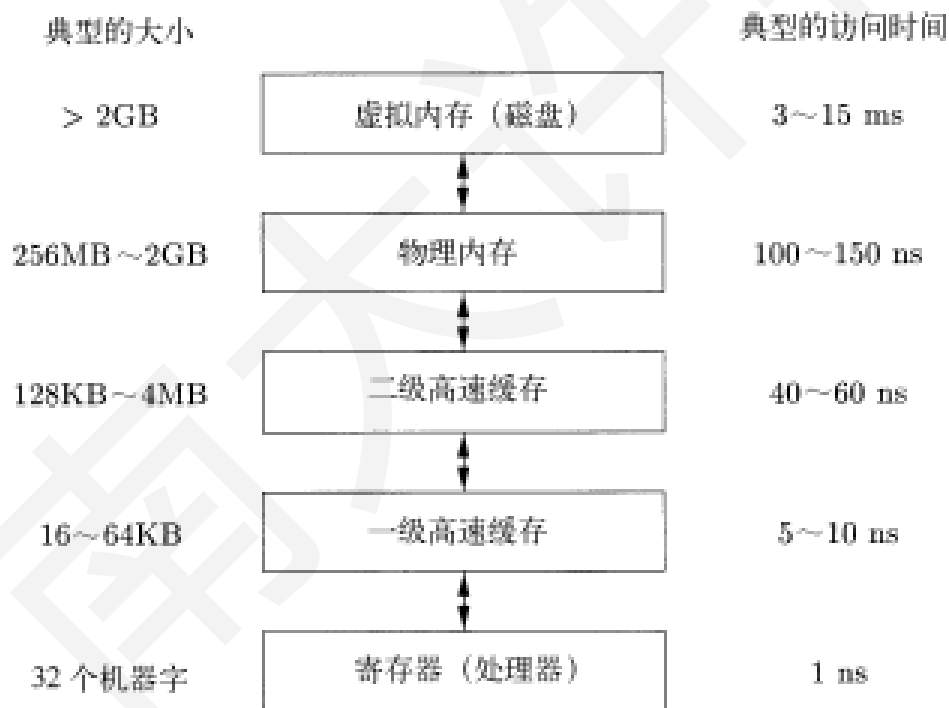 典型的大小 典型的访问时间
> 2GB 虚拟内存（磁盘） 3～15 ms
256MB～2GB 物理内存 100～150 ns
128KB～4MB 二级高速缓存 40～60 ns
16～64KB 一级高速缓存 5～10 ns
32 个机器字 寄存器（处理器） 1 ns
南大许